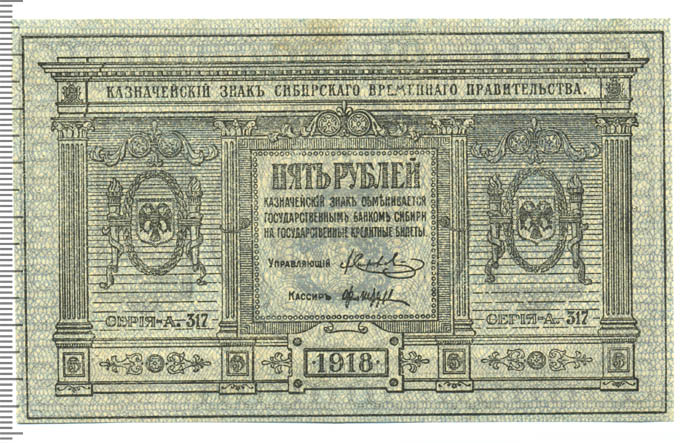 КАЗНАЧЕЙСКІЙ ЗНАКЪ СИБИРСКАГО ВРЕМЕННАГО ПРАВИТЕЛЬСТВА.
ПЯТЬ РУБЛЕЙ
КАЗНАЧЕЙСКІЙ ЗНАКЪ ОБМѢНИВАЕТСЯ
ГОСУДАРСТВЕННЫМЪ БАНКОМЪ СИБИРИ
НА ГОСУДАРСТВЕННЫЕ КРЕДИТНЫЕ БИЛЕТЫ.
УПРАВЛЯЮЩІЙ
КАССИРЪ
СЕРІЯ-А. 317 СЕРІЯ-А. 317
5 5 1918 5 5